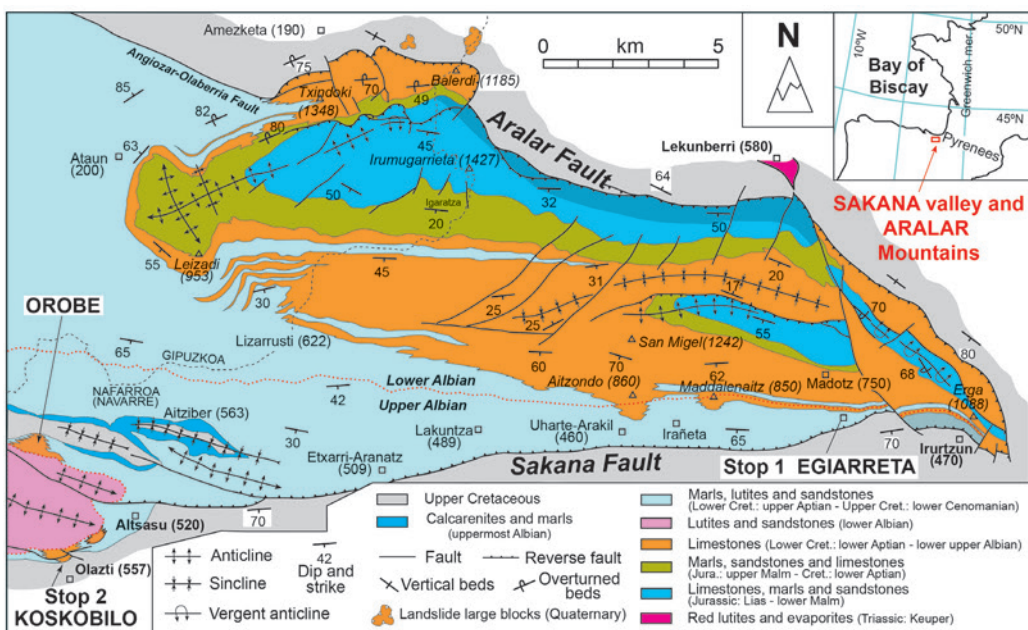 Amezketa (190)
0
km
5
N
10ºW
50ºN
Bay of
Biscay
Greenwich mer.
45ºN
Pyrenees
SAKANA valley and
ARALAR
Mountains
Angiozar-Olaberria Fault
75
70
Balerdi (1185)
Txindoki
(1348)
49
85
82
80
45
Aralar Fault
Lekunberri (580)
63
Ataun
(200)
Irumugarrieta (1427)
64
50
Igaratza
32
20
50
55
Leizadi
(953)
45
31
20
17
70
OROBE
30
25
25
55
80
Lizarrusti (622)
San Migel (1242)
68
65
GIPUZKOA
60
70
62
NAFARROA
(NAVARRE)
Lower Albian
Aitzondo (860)
Maddalenaitz (850)
Madotz (750)
Erga
(1088)
42
Upper Albian
Aitziber (563)
30
Lakuntza
(489)
Uharte-Arakil
(460)
Irañeta
65
70
Irurtzun
(470)
Etxarri-Aranatz
(509)
Sakana Fault
Stop 1 EGIARRETA
Altsasu (520)
70
Olazti (557)
Stop 2
KOSKOBILO
Upper Cretaceous
Calcarenites and marls
(uppermost Albian)
Anticline
Sincline
Vergent anticline
42
Dip and
strike
Fault
Reverse fault
Vertical beds
Overturned
beds
Landslide large blocks (Quaternary)
Marls, lutites and sandstones
(Lower Cret.: upper Aptian - Upper Cret.: lower Cenomanian)
Lutites and sandstones (lower Albian)
Limestones (Lower Cret.: lower Aptian - lower upper Albian)
Marls, sandstones and limestones
(Jura.: upper Malm - Cret.: lower Aptian)
Limestones, marls and sandstones
(Jurassic: Lias - lower Malm)
Red lutites and evaporites (Triassic: Keuper)